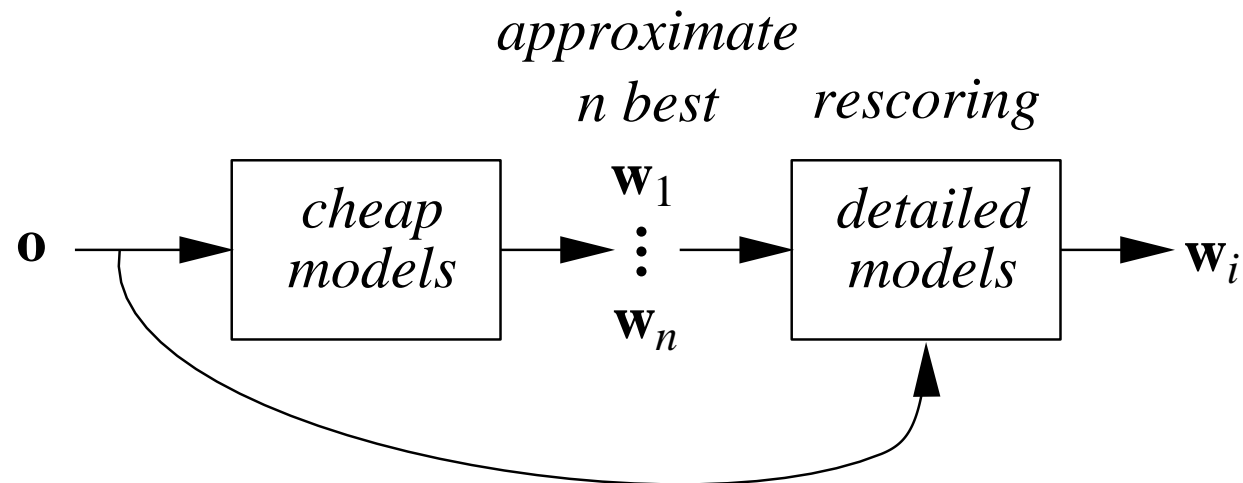 approximate
n best
rescoring
o
cheap
models
w1
⋮
wn
detailed
models
wi